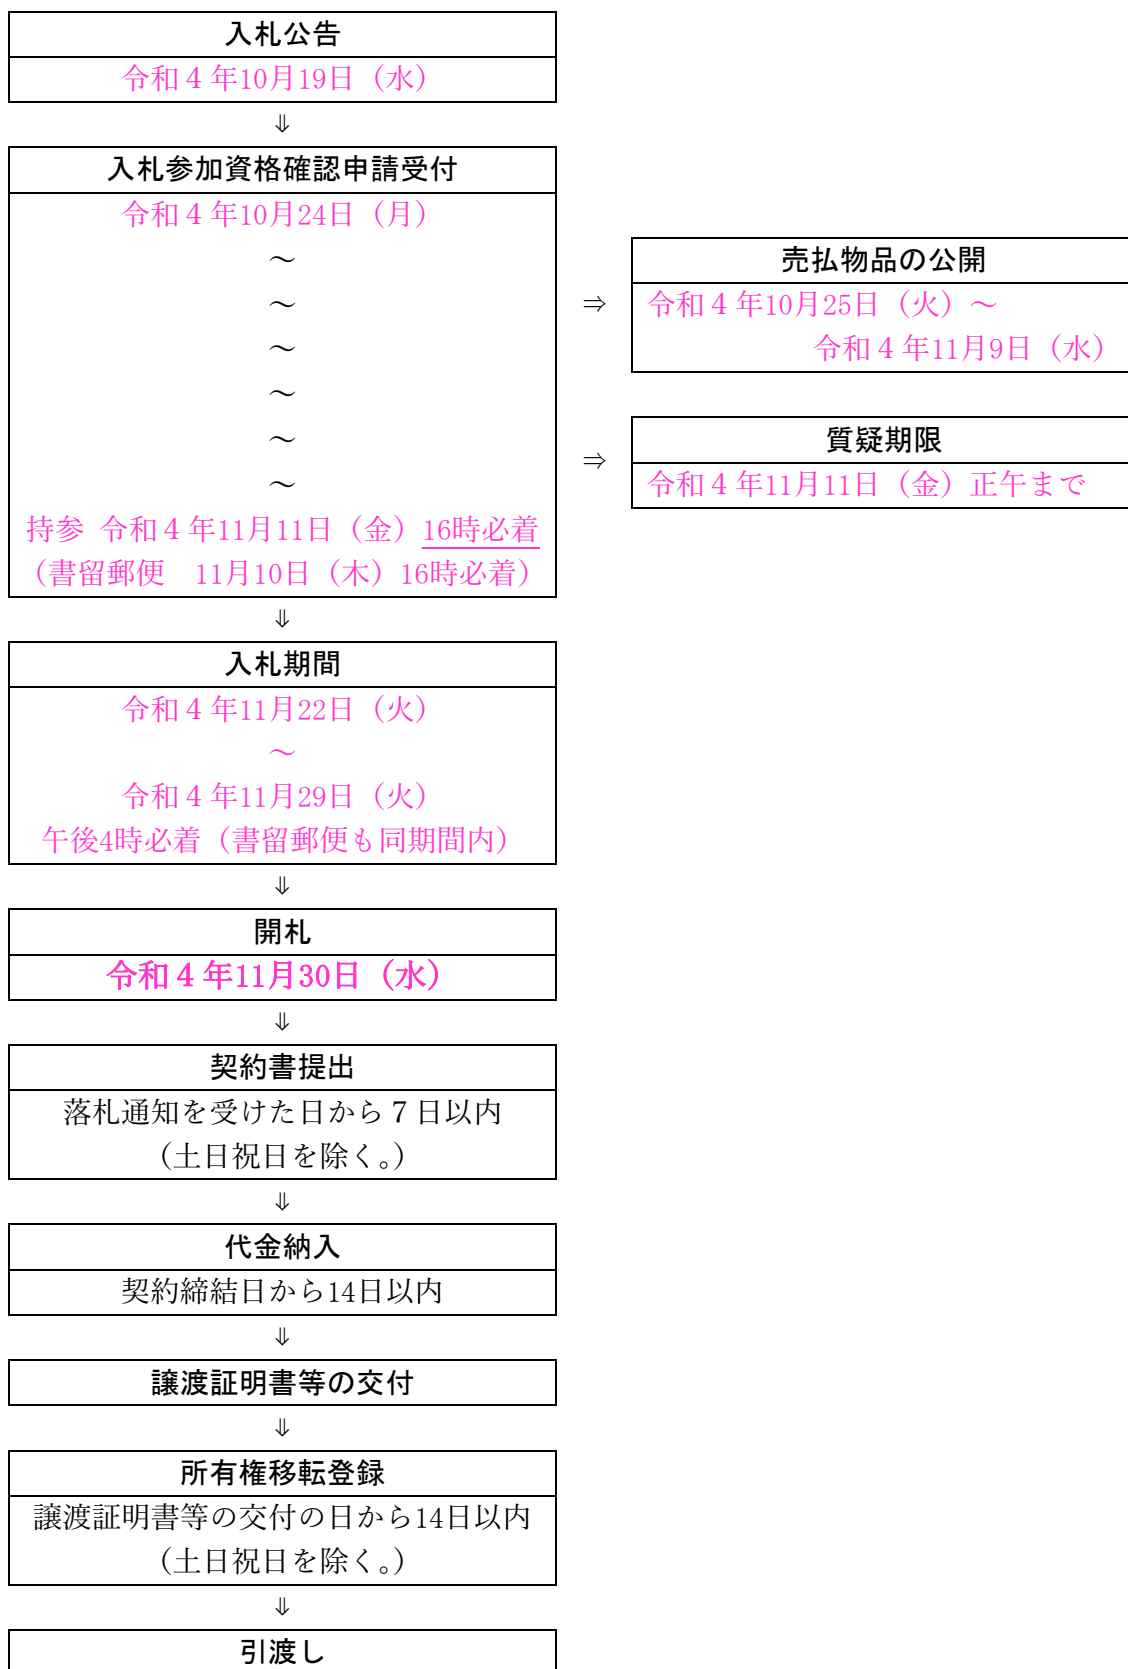 入札公告
令和４年10月19日（水）
⇓
入札参加資格確認申請受付
令和４年10月24日（月）
～
～
～
～
～
～
持参 令和４年11月11日（金）16時必着
（書留郵便　11月10日（木）16時必着）
⇒
売払物品の公開
令和４年10月25日（火）～
令和４年11月9日（水）
⇒
質疑期限
令和４年11月11日（金）正午まで
⇓
入札期間
令和４年11月22日（火）
～
令和４年11月29日（火）
午後4時必着（書留郵便も同期間内）
⇓
開札
令和４年11月30日（水）
⇓
契約書提出
落札通知を受けた日から７日以内
（土日祝日を除く。）
⇓
代金納入
契約締結日から14日以内
⇓
譲渡証明書等の交付
⇓
所有権移転登録
譲渡証明書等の交付の日から14日以内
（土日祝日を除く。）
⇓
引渡し